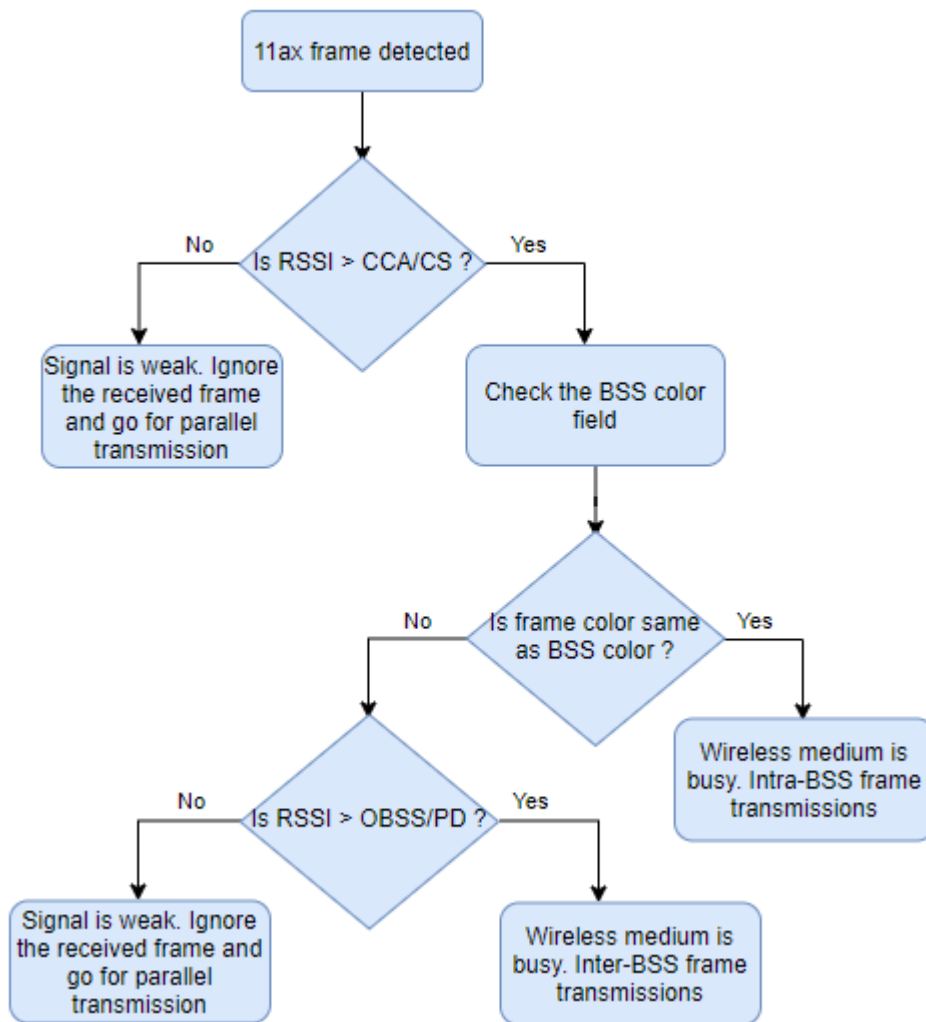 11ax frame detected
No
Yes
Is RSSI > CCA/CS ?
Signal is weak. Ignore
the received frame
and go for parallel
transmission
Check the BSS color
field
No
Yes
Is frame color same
as BSS color ?
Wireless medium is
busy. Intra-BSS frame
transmissions
No
Yes
Is RSSI > OBSS/PD ?
Signal is weak. Ignore
the received frame and
go for parallel
transmission
Wireless medium is
busy. Inter-BSS frame
transmissions